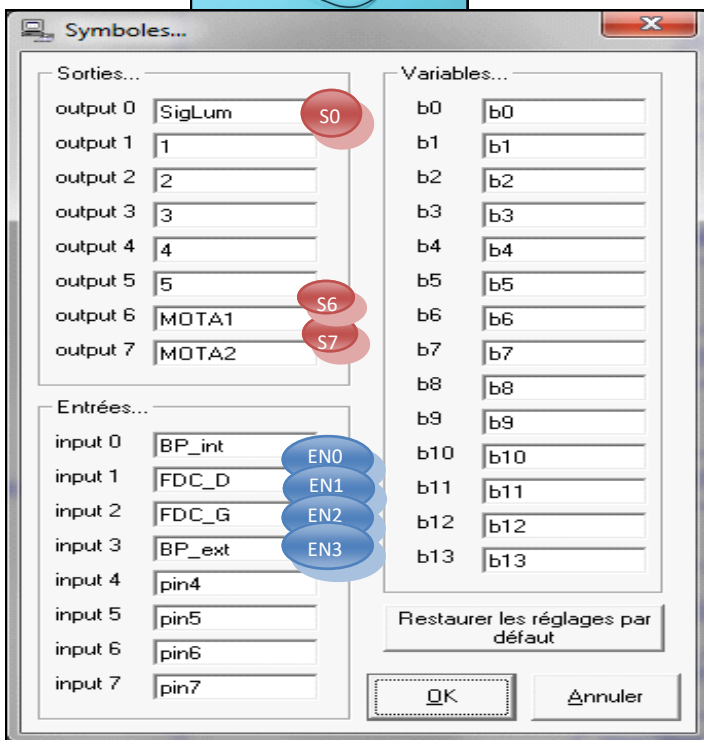 Symboles...
Sorties...
output 0 SigLum S0
output 1 1
output 2 2
output 3 3
output 4 4
output 5 5
output 6 MOTA1 S6
output 7 MOTA2 S7
Entrées...
input 0 BP_int EN0
input 1 FDC_D EN1
input 2 FDC_G EN2
input 3 BP_ext EN3
input 4 pin4
input 5 pin5
input 6 pin6
input 7 pin7
Variables...
b0 b0
b1 b1
b2 b2
b3 b3
b4 b4
b5 b5
b6 b6
b7 b7
b8 b8
b9 b9
b10 b10
b11 b11
b12 b12
b13 b13
Restaurer les réglages par
défaut
OK
Annuler